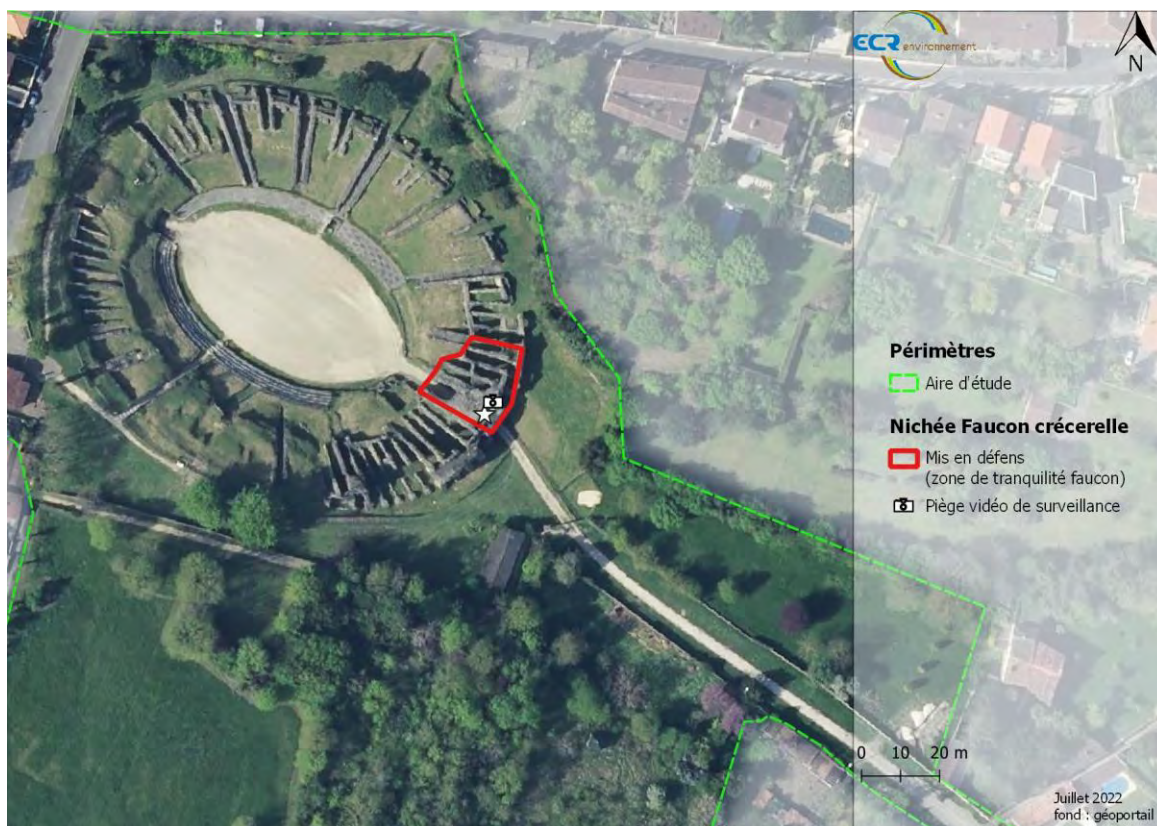 ECR environnement
N
Périmètres
Aire d'étude
Nichée Faucon crécerelle
Mis en défens
(zone de tranquilité faucon)
Piège vidéo de surveillance
0 10 20 m
Juillet 2022
fond : géoportail